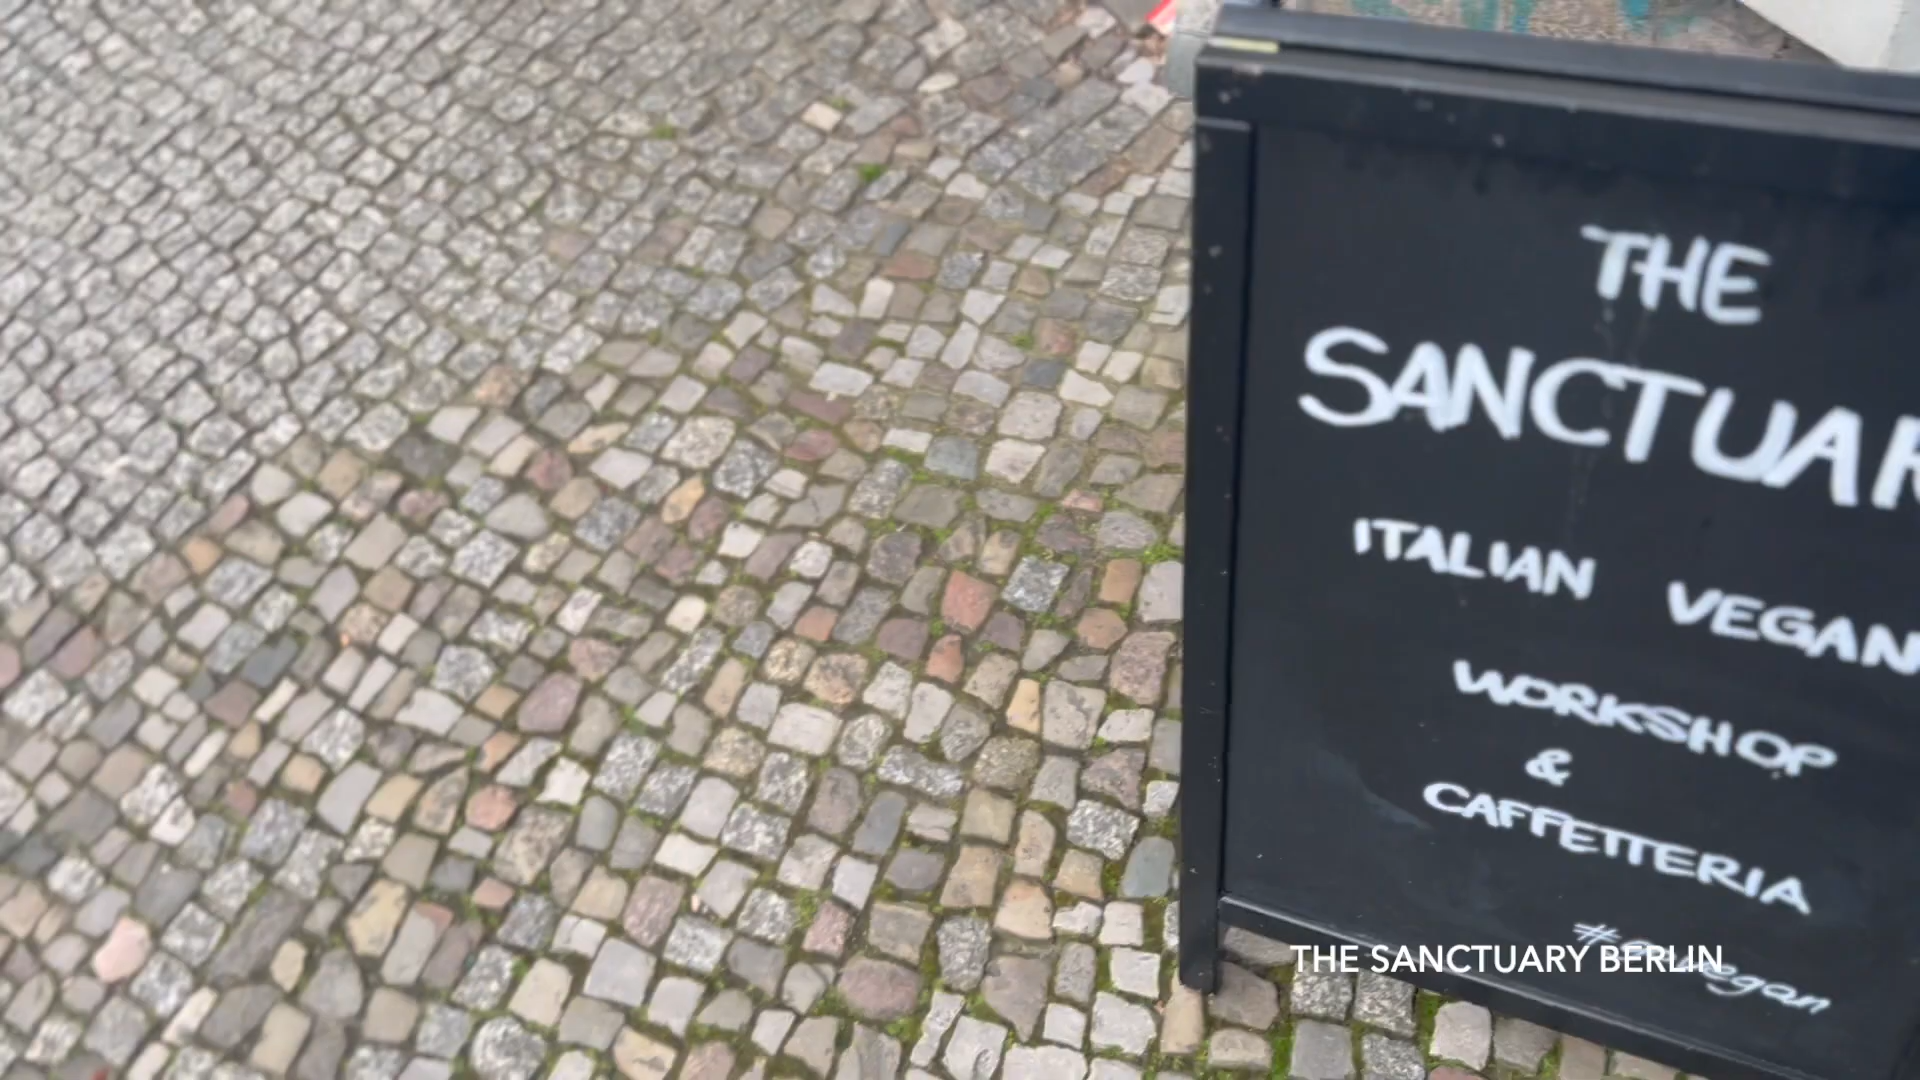 THE
SANCTUAR
ITALIAN VEGAN
WORKSHOP
&
CAFFETTERIA
THE SANCTUARY BERLIN